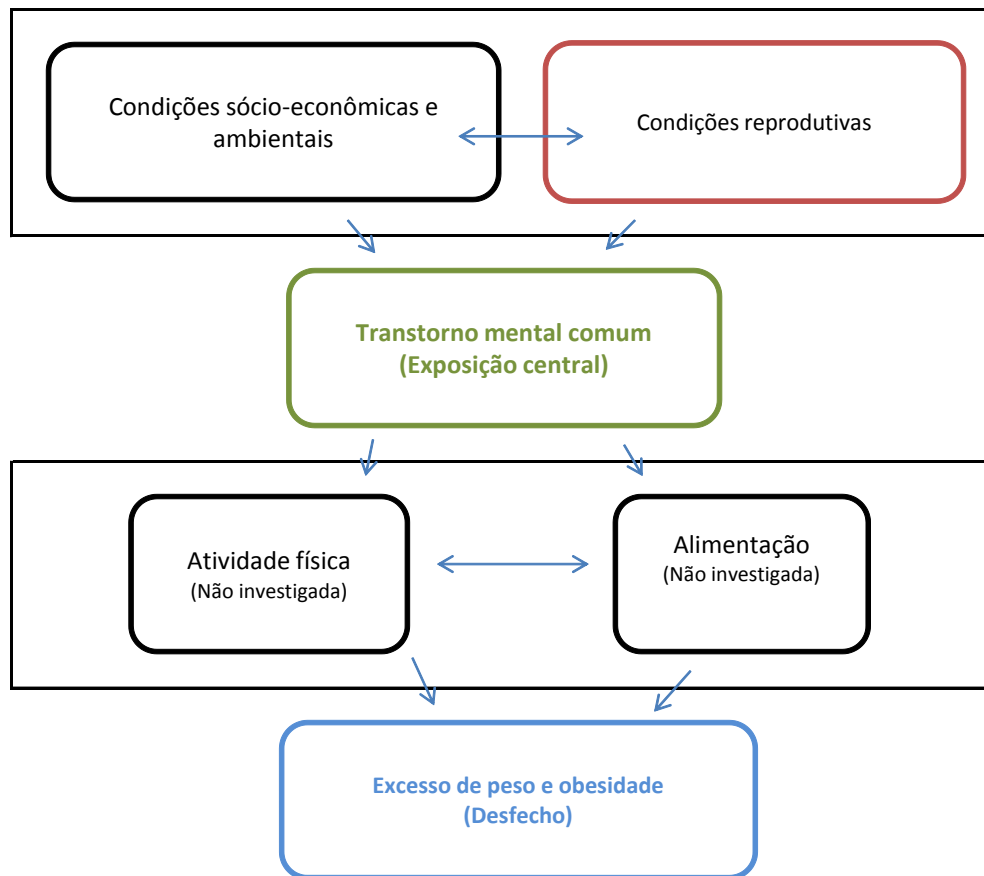 Condições sócio-econômicas e
ambientais
Condições reprodutivas
Transtorno mental comum
(Exposição central)
Atividade física
(Não investigada)
Alimentação
(Não investigada)
Excesso de peso e obesidade
(Desfecho)